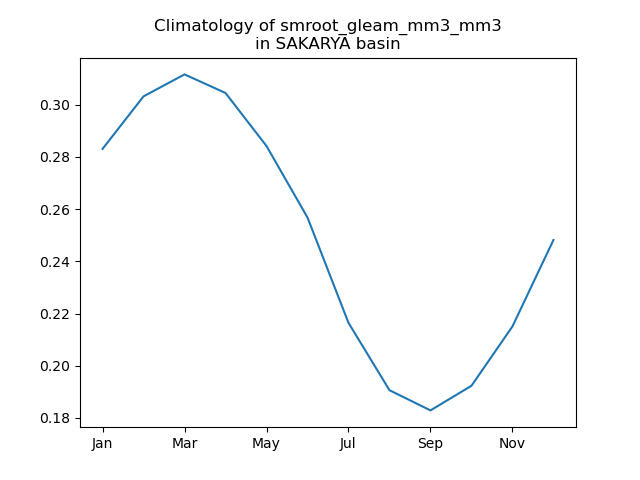 Climatology of smroot_gleam_mm3_mm3
in SAKARYA basin
0.30
0.28
0.26
0.24
0.22
0.20
0.18
Jan Mar May Jul Sep Nov